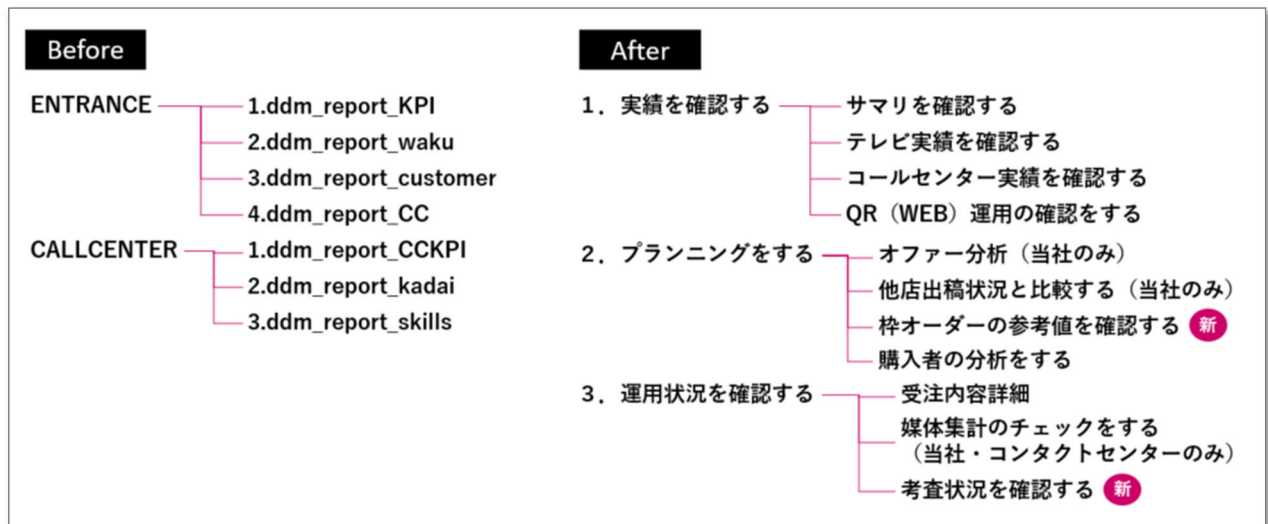 Before
ENTRANCE
1.ddm_report_KPI
2.ddm_report_waku
3.ddm_report_customer
4.ddm_report_CC
CALLCENTER
1.ddm_report_CCKPI
2.ddm_report_kadai
3.ddm_report_skills
After
1．実績を確認する
サマリを確認する
テレビ実績を確認する
コールセンター実績を確認する
QR（WEB）運用の確認をする
2．プランニングをする
オファー分析（当社のみ）
他店出稿状況と比較する（当社のみ）
枠オーダーの参考値を確認する 新
購入者の分析をする
3．運用状況を確認する
受注内容詳細
媒体集計のチェックをする
（当社・コンタクトセンターのみ）
考査状況を確認する 新